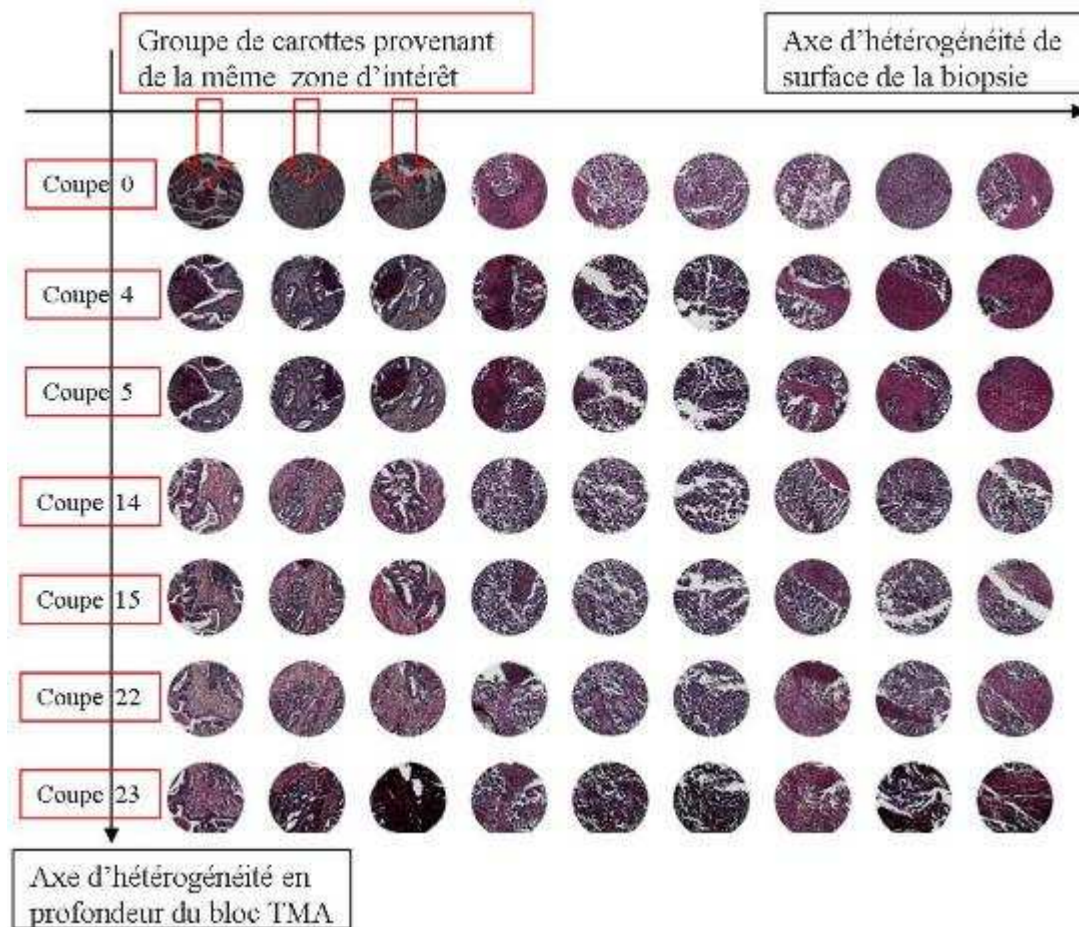 Groupe de carottes provenant
de la même zone d'intérêt
Axe d'hétérogénéité de
surface de la biopsie
Coupe 0
Coupe 4
Coupe 5
Coupe 14
Coupe 15
Coupe 22
Coupe 23
Axe d'hétérogénéité en
profondeur du bloc TMA